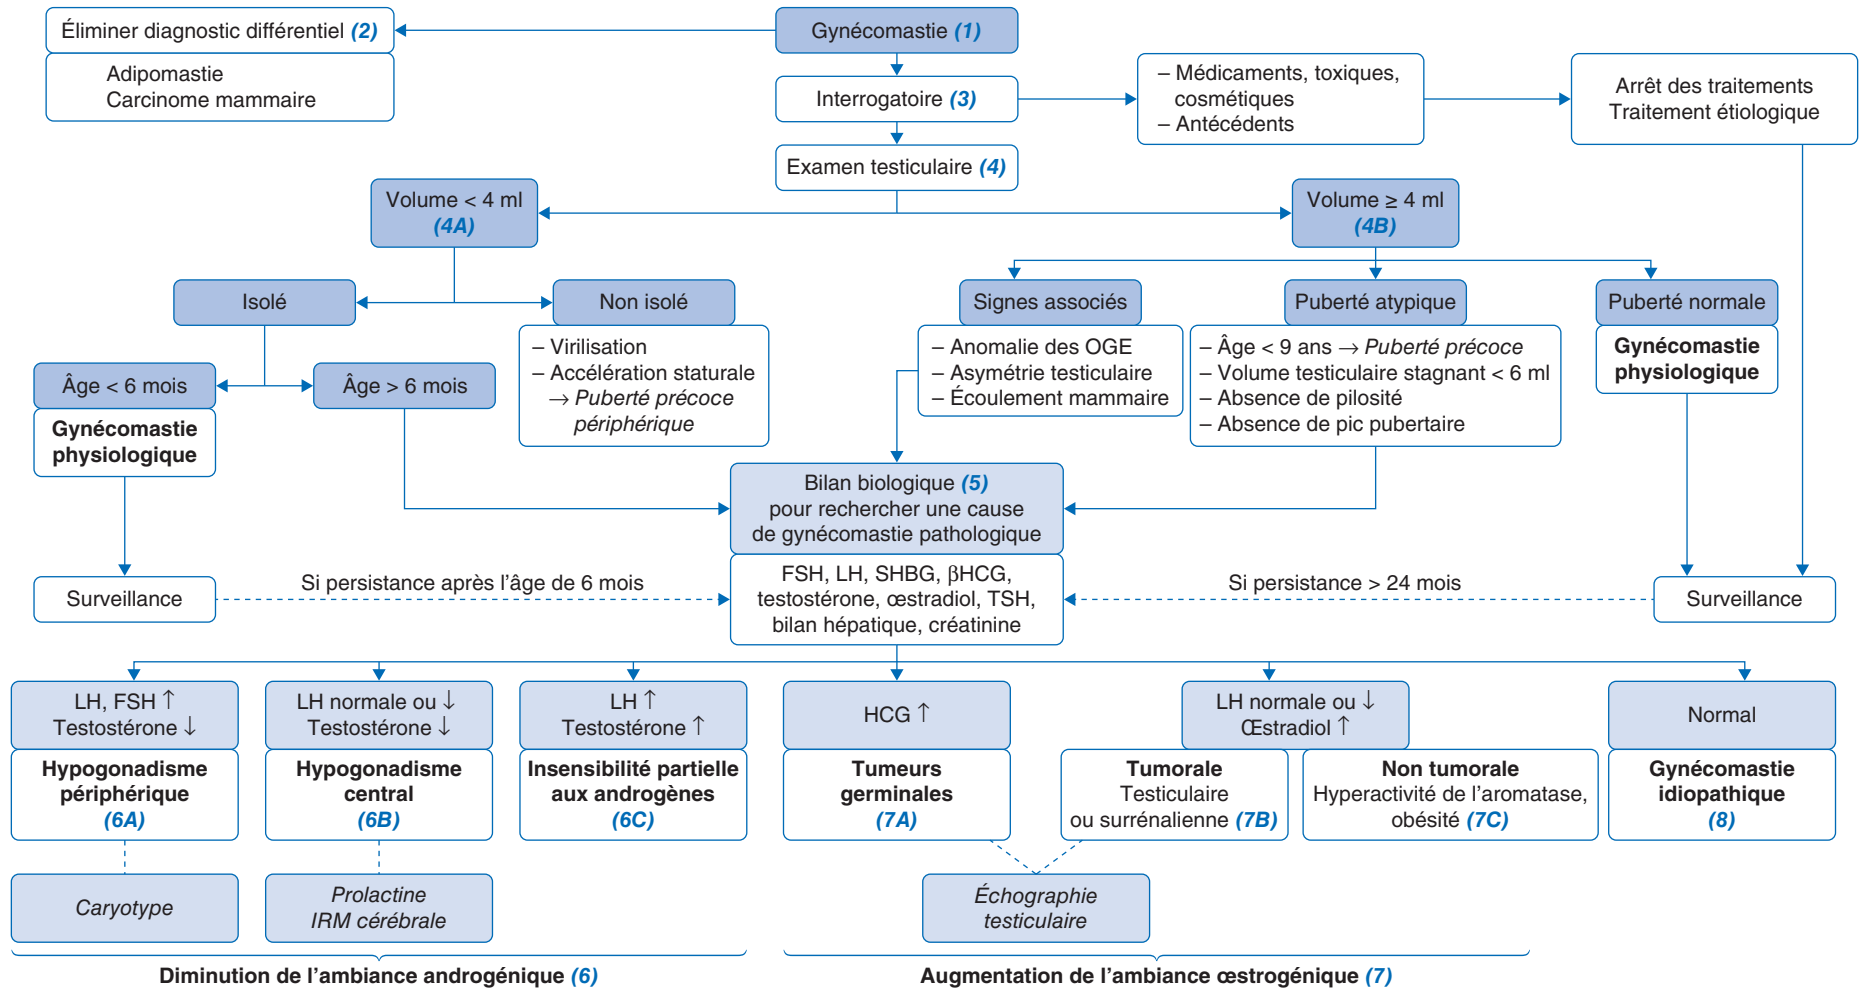 Éliminer diagnostic différentiel (2)
Adipomastie
Carcinome mammaire
Gynécomastie (1)
Interrogatoire (3)
– Médicaments, toxiques,
cosmétiques
– Antécédents
Arrêt des traitements
Traitement étiologique
Examen testiculaire (4)
Volume < 4 ml
(4A)
Volume ≥ 4 ml
(4B)
Isolé
Non isolé
– Virilisation
– Accélération staturale
→ Puberté précoce
périphérique
Signes associés
– Anomalie des OGE
– Asymétrie testiculaire
– Écoulement mammaire
Puberté atypique
– Âge < 9 ans → Puberté précoce
– Volume testiculaire stagnant < 6 ml
– Absence de pilosité
– Absence de pic pubertaire
Puberté normale
Gynécomastie
physiologique
Âge < 6 mois
Gynécomastie
physiologique
Âge > 6 mois
Bilan biologique (5)
pour rechercher une cause
de gynécomastie pathologique
FSH, LH, SHBG, βHCG,
testostérone, œstradiol, TSH,
bilan hépatique, créatinine
Surveillance
Si persistance après l’âge de 6 mois
Si persistance > 24 mois
Surveillance
LH, FSH ↑
Testostérone ↓
Hypogonadisme
périphérique
(6A)
Caryotype
LH normale ou ↓
Testostérone ↓
Hypogonadisme
central
(6B)
Prolactine
IRM cérébrale
LH ↑
Testostérone ↑
Insensibilité partielle
aux androgènes
(6C)
HCG ↑
Tumeurs
germinales
(7A)
LH normale ou ↓
Œstradiol ↑
Tumorale
Testiculaire
ou surrénalienne (7B)
Non tumorale
Hyperactivité de l’aromatase,
obésité (7C)
Échographie
testiculaire
Normal
Gynécomastie
idiopathique
(8)
Diminution de l’ambiance androgénique (6)
Augmentation de l’ambiance œstrogénique (7)